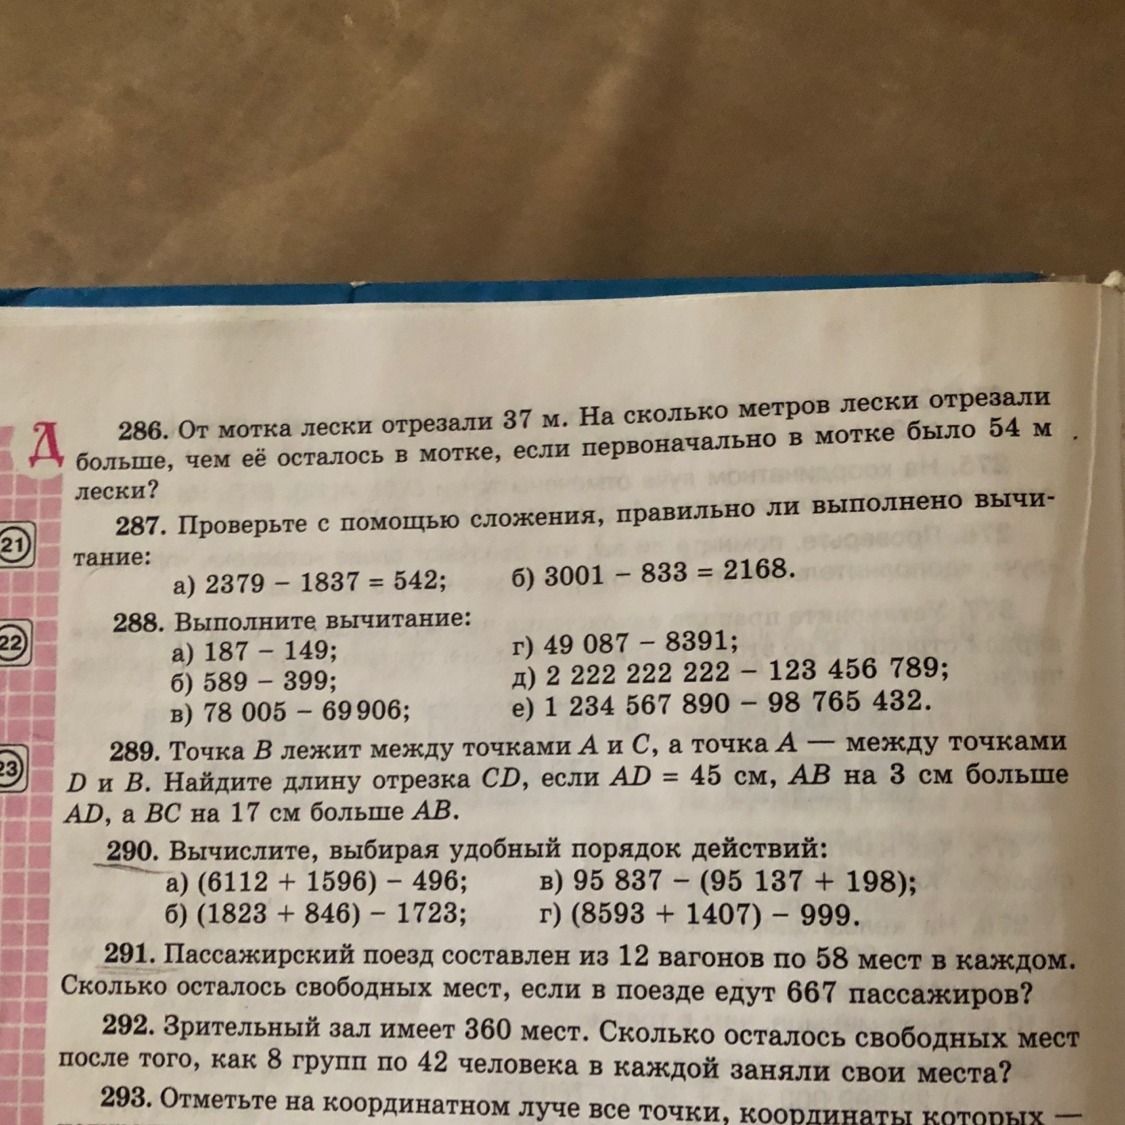 Д
286. От мотка лески отрезали 37 м. На сколько метров лески отрезали
больше, чем её осталось в мотке, если первоначально в мотке было 54 м
лески?
21
287. Проверьте с помощью сложения, правильно ли выполнено вычи-
тание:
а) 2379 − 1837 = 542; б) 3001 − 833 = 2168.
22
288. Выполните вычитание:
а) 187 − 149; г) 49 087 − 8391;
б) 589 − 399; д) 2 222 222 222 − 123 456 789;
в) 78 005 − 69 906; е) 1 234 567 890 − 98 765 432.
23
289. Точка B лежит между точками A и C, а точка A — между точками
D и B. Найдите длину отрезка CD, если AD = 45 см, AB на 3 см больше
AD, а BC на 17 см больше AB.
290. Вычислите, выбирая удобный порядок действий:
а) (6112 + 1596) − 496; в) 95 837 − (95 137 + 198);
б) (1823 + 846) − 1723; г) (8593 + 1407) − 999.
291. Пассажирский поезд составлен из 12 вагонов по 58 мест в каждом.
Сколько осталось свободных мест, если в поезде едут 667 пассажиров?
292. Зрительный зал имеет 360 мест. Сколько осталось свободных мест
после того, как 8 групп по 42 человека в каждой заняли свои места?
293. Отметьте на координатном луче все точки, координаты которых —